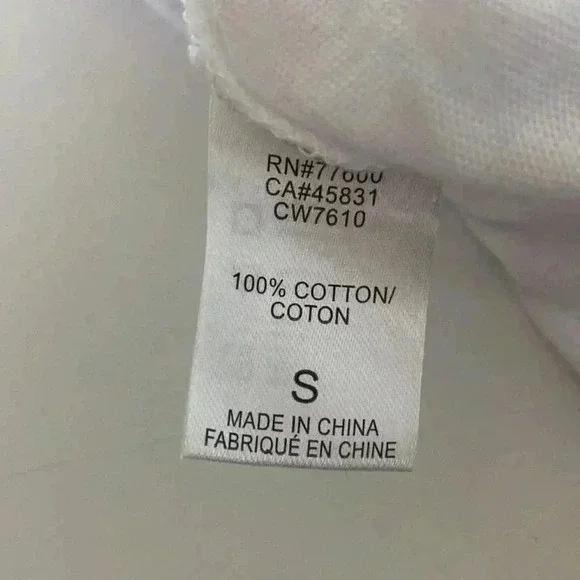 RN#77600
CA#45831
CW7610
100% COTTON/
COTON
S
MADE IN CHINA
FABRIQUÉ EN CHINE